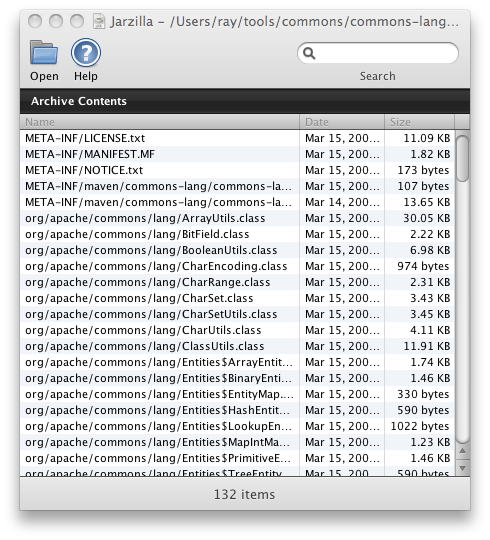 Jarzilla – /Users/ray/tools/commons/commons-lang...
Open Help Search
Archive Contents
Name Date Size
META-INF/LICENSE.txt Mar 15, 200... 11.09 KB
META-INF/MANIFEST.MF Mar 15, 200... 1.82 KB
META-INF/NOTICE.txt Mar 15, 200... 173 bytes
META-INF/maven/commons-lang/commons-la... Mar 15, 200... 107 bytes
META-INF/maven/commons-lang/commons-la... Mar 14, 200... 13.65 KB
org/apache/commons/lang/ArrayUtils.class Mar 15, 200... 30.05 KB
org/apache/commons/lang/BitField.class Mar 15, 200... 2.22 KB
org/apache/commons/lang/BooleanUtils.class Mar 15, 200... 6.98 KB
org/apache/commons/lang/CharEncoding.class Mar 15, 200... 974 bytes
org/apache/commons/lang/CharRange.class Mar 15, 200... 2.31 KB
org/apache/commons/lang/CharSet.class Mar 15, 200... 3.43 KB
org/apache/commons/lang/CharSetUtils.class Mar 15, 200... 3.45 KB
org/apache/commons/lang/CharUtils.class Mar 15, 200... 4.11 KB
org/apache/commons/lang/ClassUtils.class Mar 15, 200... 11.91 KB
org/apache/commons/lang/Entities$ArrayEntit... Mar 15, 200... 1.74 KB
org/apache/commons/lang/Entities$BinaryEnti... Mar 15, 200... 1.46 KB
org/apache/commons/lang/Entities$EntityMap.... Mar 15, 200... 330 bytes
org/apache/commons/lang/Entities$HashEntit... Mar 15, 200... 590 bytes
org/apache/commons/lang/Entities$LookupEn... Mar 15, 200... 1022 bytes
org/apache/commons/lang/Entities$MapIntMa... Mar 15, 200... 1.23 KB
org/apache/commons/lang/Entities$PrimitiveE... Mar 15, 200... 1.46 KB
org/apache/commons/lang/Entities$TreeEntity... Mar 15, 200... 590 bytes
132 items